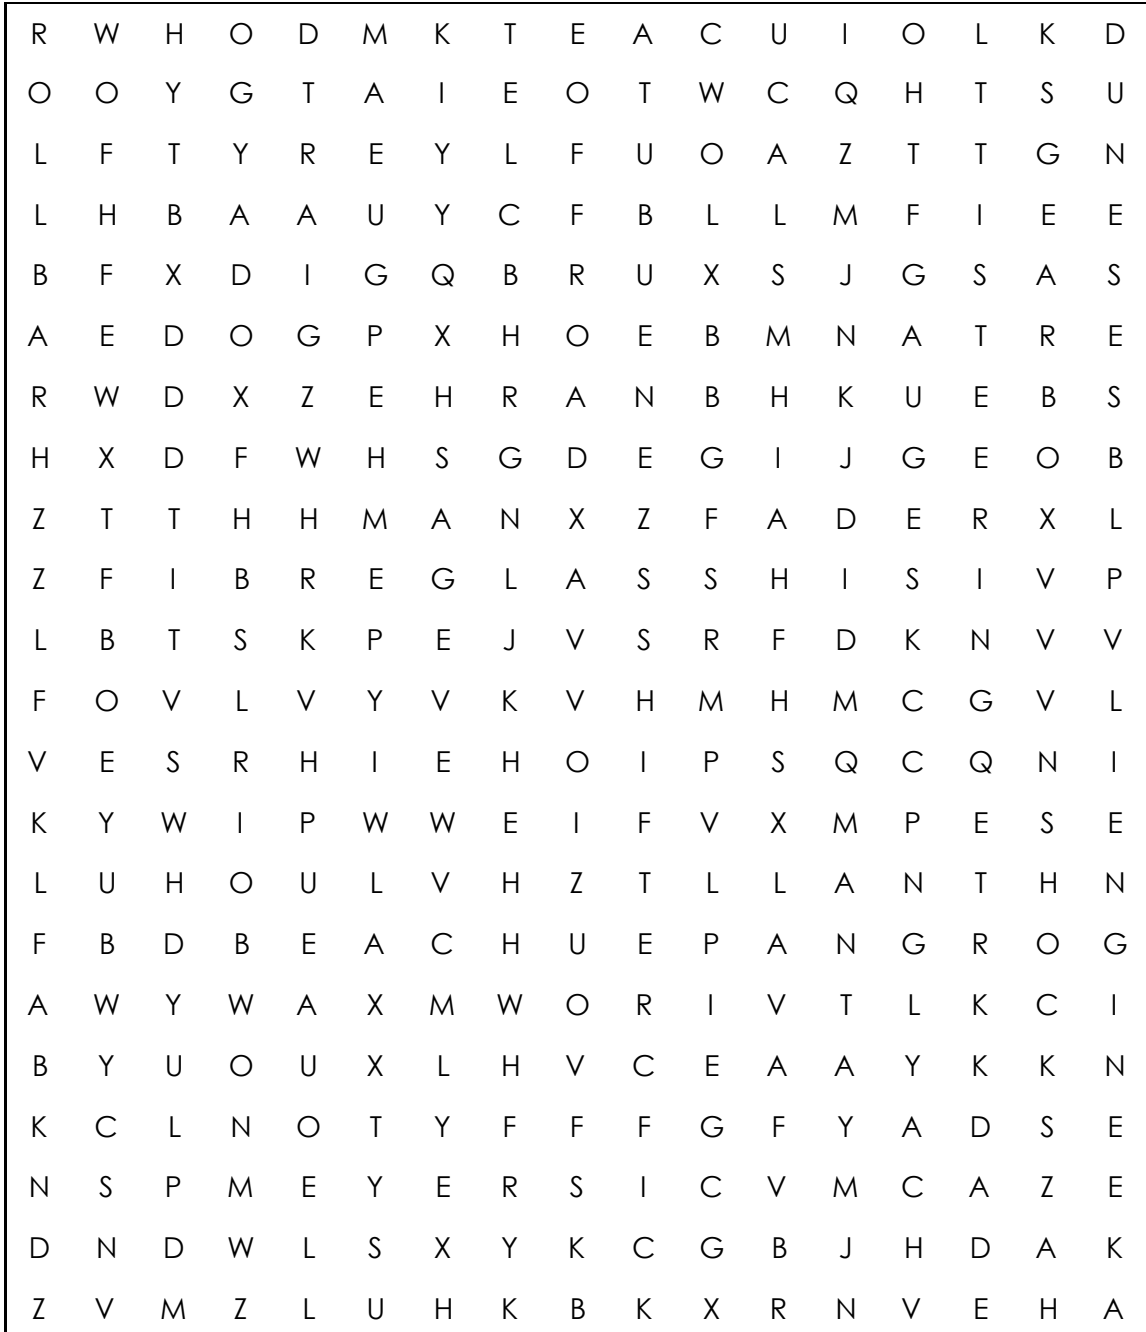 R W H O D M K T E A C U I O L K D
O O Y G T A I E O T W C Q H T S U
L F T Y R E Y L F U O A Z T T G N
L H B A A U Y C F B L L M F I E E
B F X D I G Q B R U X S J G S A S
A E D O G P X H O E B M N A T R E
R W D X Z E H R A N B H K U E B S
H X D F W H S G D E G I J G E O B
Z T T H H M A N X Z F A D E R X L
Z F I B R E G L A S S H I S I V P
L B T S K P E J V S R F D K N V V
F O V L V Y V K V H M H M C G V L
V E S R H I E H O I P S Q C Q N I
K Y W I P W W E I F V X M P E S E
L U H O U L V H Z T L L A N T H N
F B D B E A C H U E P A N G R O G
A W Y W A X M W O R I V T L K C I
B Y U O U X L H V C E A A Y K K N
K C L N O T Y F F F G F Y A D S E
N S P M E Y E R S I C V M C A Z E
D N D W L S X Y K C G B J H D A K
Z V M Z L U H K B K X R N V E H A